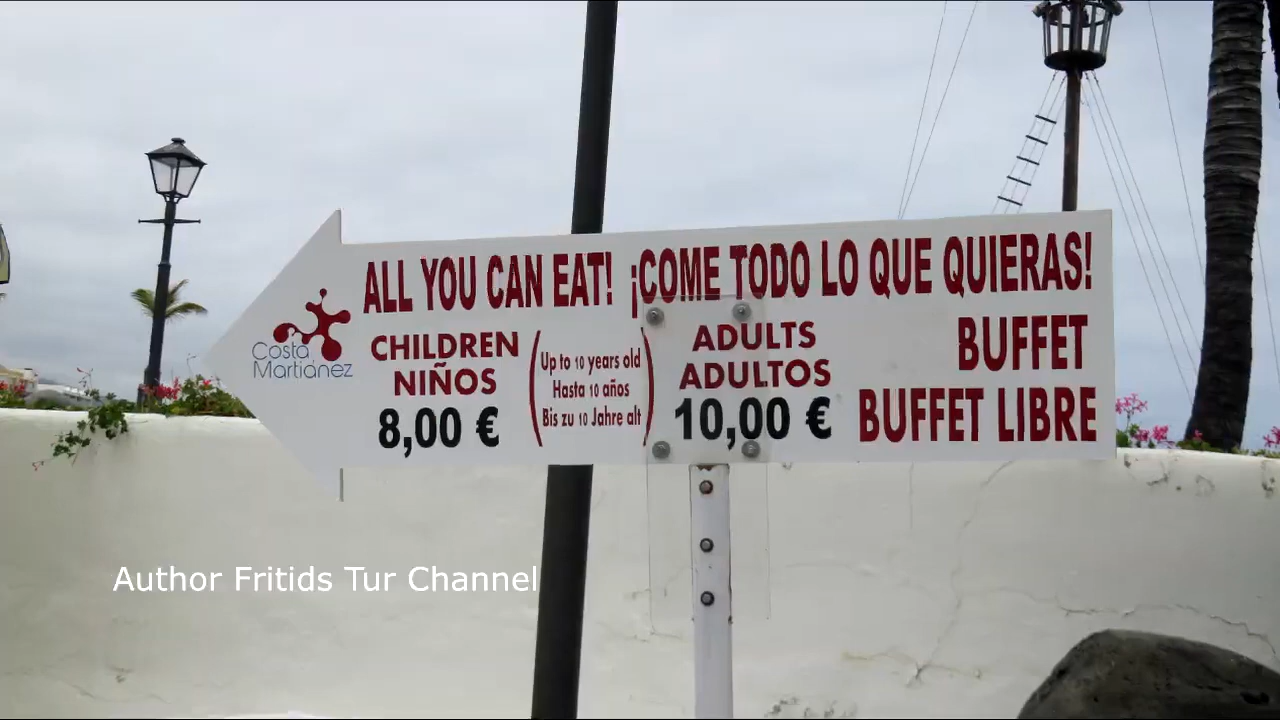 ALL YOU CAN EAT! ¡COME TODO LO QUE QUIERAS!
Costa
Martiánez
CHILDREN
NIÑOS
8,00 €
(Up to 10 years old
Hasta 10 años
Bis zu 10 Jahre alt)
ADULTS
ADULTOS
10,00 €
BUFFET
BUFFET LIBRE
Author Fritids Tur Channel